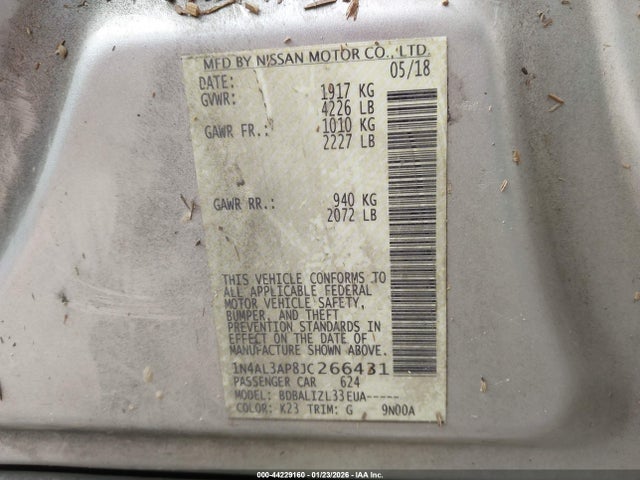 MFD BY NISSAN MOTOR CO., LTD.
DATE: 05/18
GVWR: 1917 KG
4226 LB
GAWR FR.: 1010 KG
2227 LB
GAWR RR.: 940 KG
2072 LB
THIS VEHICLE CONFORMS TO
ALL APPLICABLE FEDERAL
MOTOR VEHICLE SAFETY,
BUMPER, AND THEFT
PREVENTION STANDARDS IN
EFFECT ON THE DATE OF
MANUFACTURE SHOWN ABOVE.
1N4AL3AP8JC266431
PASSENGER CAR 624
MODEL: BDBALIZL33EUA-----
COLOR: K23 TRIM: G 9N00A
000-44229160 - 01/23/2026 - IAA Inc.